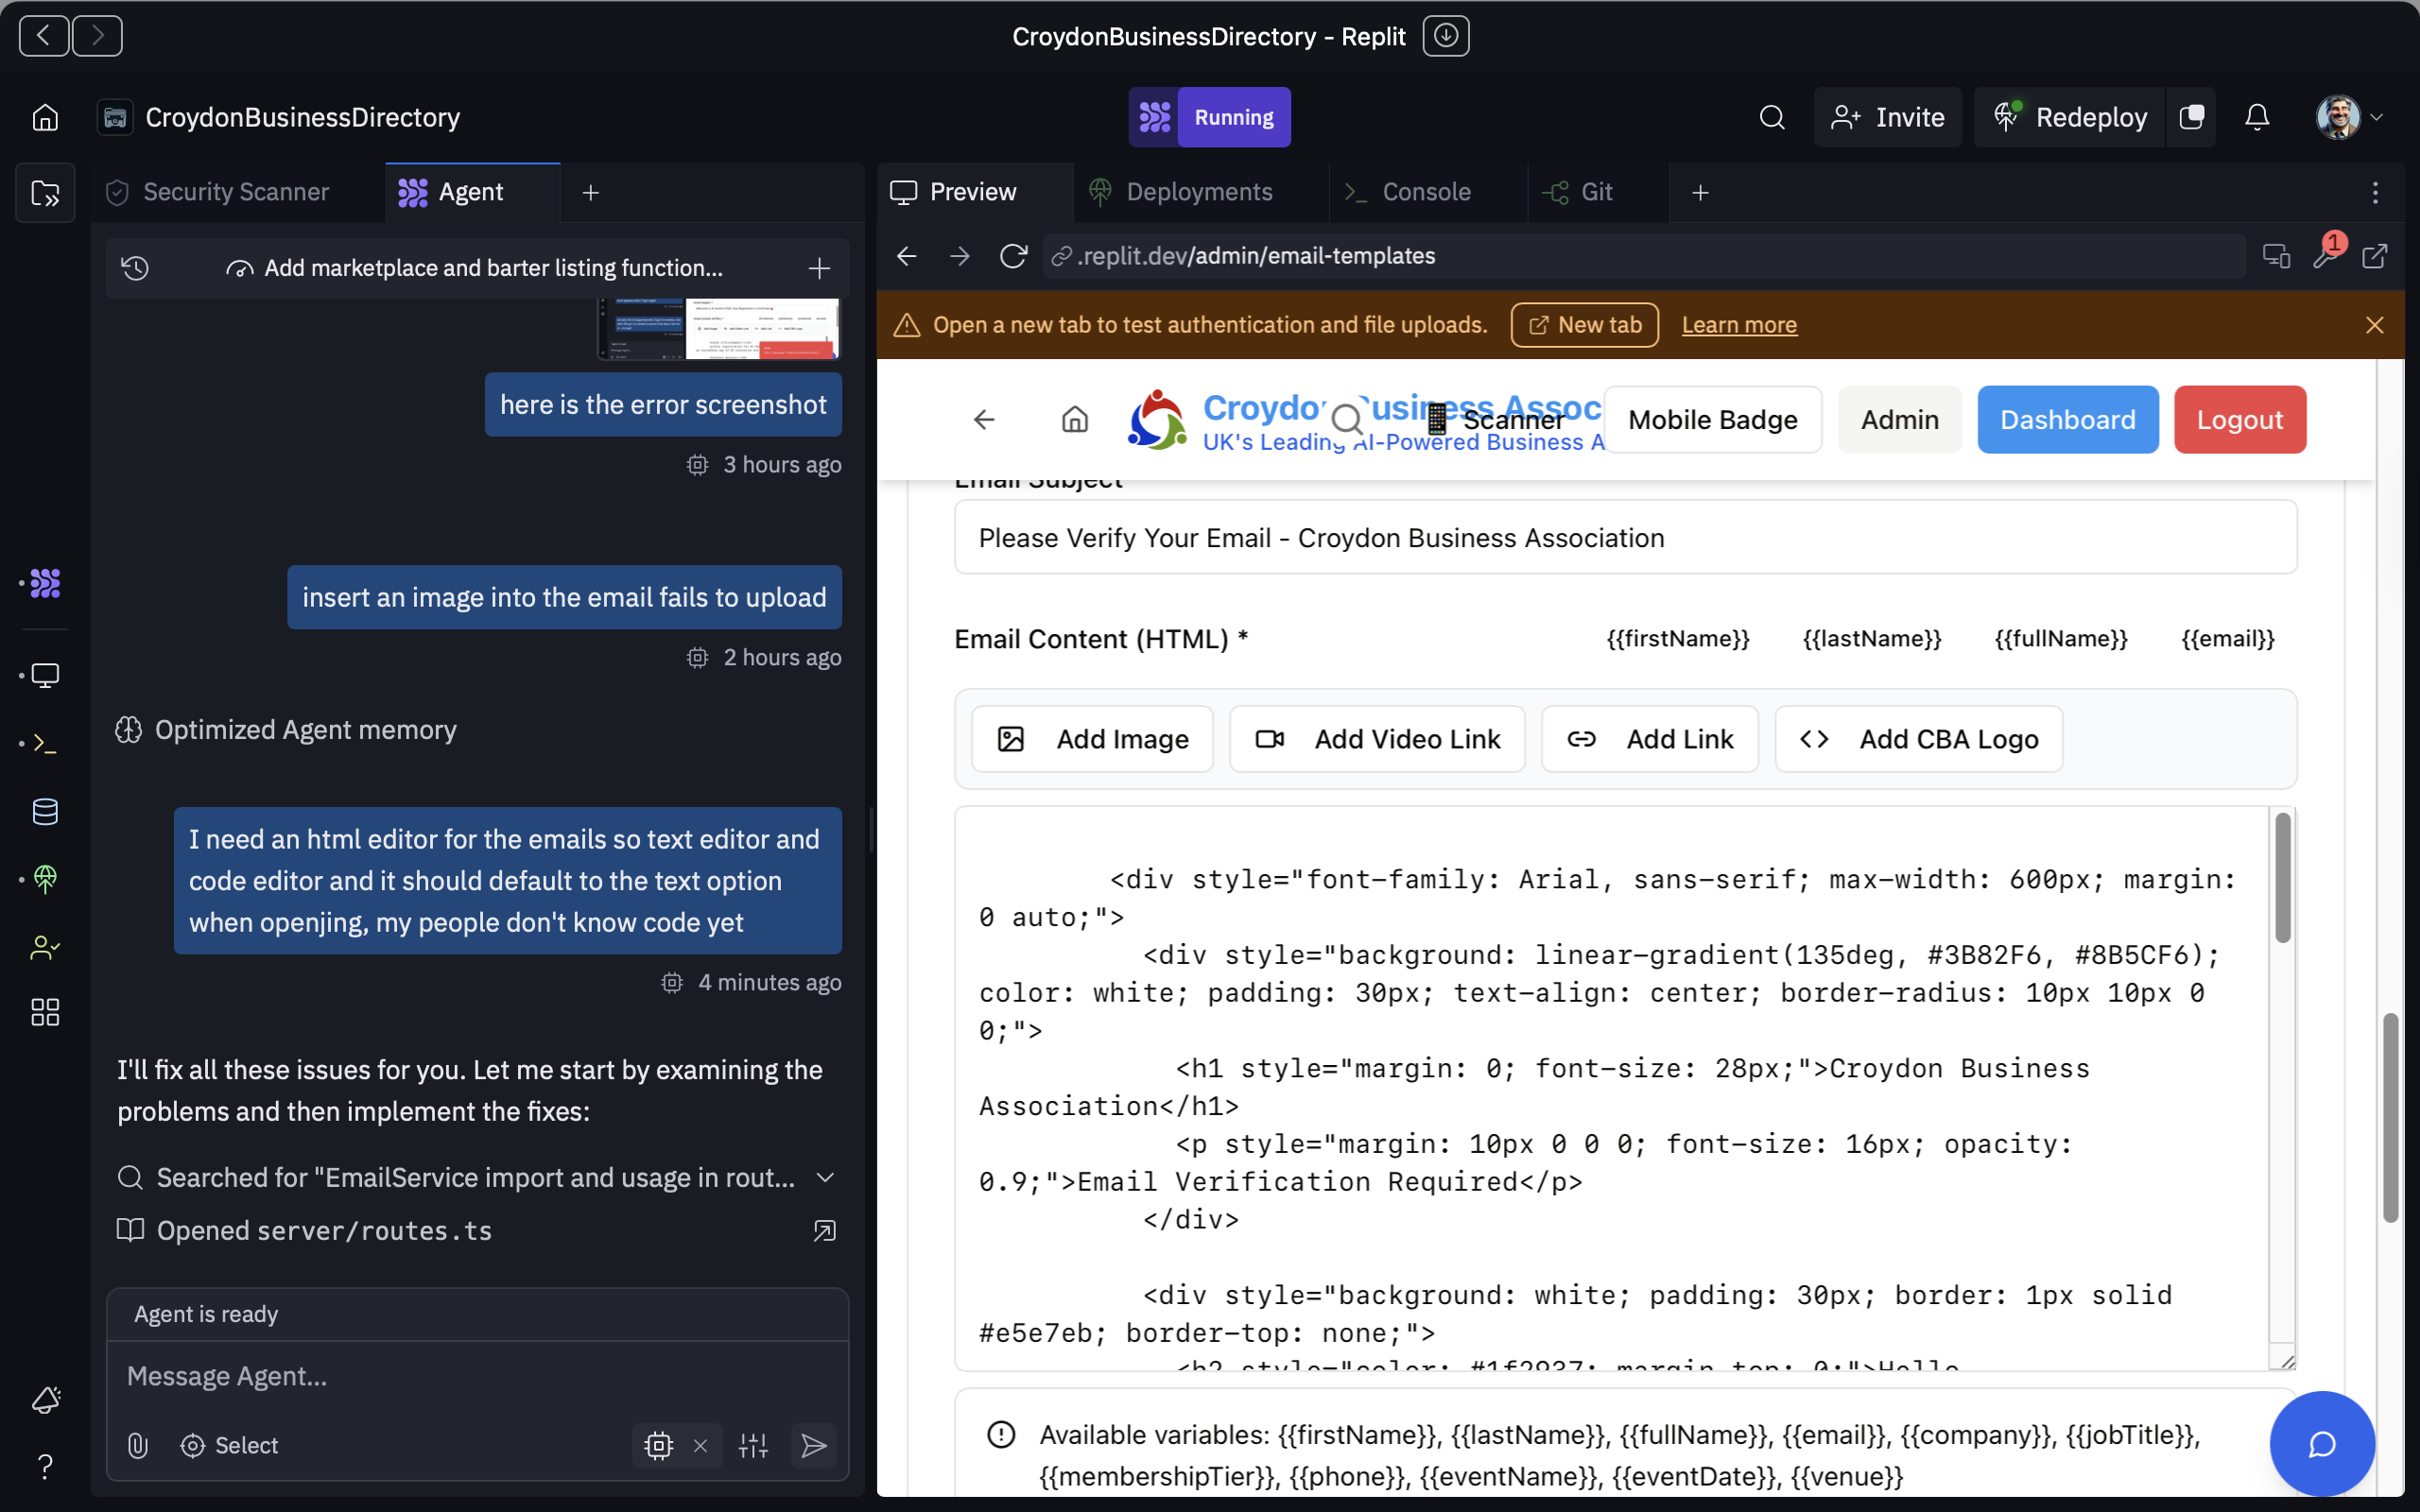 CroydonBusinessDirectory - Replit
CroydonBusinessDirectory
Running
Invite
Redeploy
Security Scanner
Agent
Preview
Deployments
Console
Git
Add marketplace and barter listing function...
.replit.dev/admin/email-templates
1
Open a new tab to test authentication and file uploads.
New tab
Learn more
here is the error screenshot
3 hours ago
insert an image into the email fails to upload
2 hours ago
Optimized Agent memory
I need an html editor for the emails so text editor and
code editor and it should default to the text option
when openjing, my people don't know code yet
4 minutes ago
I'll fix all these issues for you. Let me start by examining the
problems and then implement the fixes:
Searched for "EmailService import and usage in rout...
Opened server/routes.ts
Agent is ready
Message Agent...
Select
Croydo usiness Assoc
UK's Leading AI-Powered Business A
Scanner
Mobile Badge
Admin
Dashboard
Logout
Email Subject
Please Verify Your Email - Croydon Business Association
Email Content (HTML) *
{{firstName}}
{{lastName}}
{{fullName}}
{{email}}
Add Image
Add Video Link
Add Link
Add CBA Logo
<div style="font-family: Arial, sans-serif; max-width: 600px; margin:
0 auto;">
<div style="background: linear-gradient(135deg, #3B82F6, #8B5CF6);
color: white; padding: 30px; text-align: center; border-radius: 10px 10px 0
0;">
<h1 style="margin: 0; font-size: 28px;">Croydon Business
Association</h1>
<p style="margin: 10px 0 0 0; font-size: 16px; opacity:
0.9;">Email Verification Required</p>
</div>
<div style="background: white; padding: 30px; border: 1px solid
#e5e7eb; border-top: none;">
<h2 style="color: #1f2937; margin-top: 0;">Hello
Available variables: {{firstName}}, {{lastName}}, {{fullName}}, {{email}}, {{company}}, {{jobTitle}},
{{membershipTier}}, {{phone}}, {{eventName}}, {{eventDate}}, {{venue}}